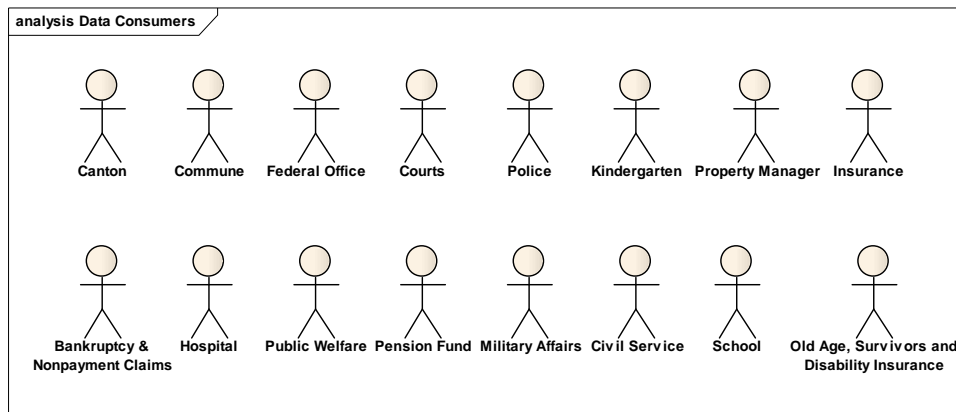 analysis Data Consumers
Canton
Commune
Federal Office
Courts
Police
Kindergarten
Property Manager
Insurance
Bankruptcy &
Nonpayment Claims
Hospital
Public Welfare
Pension Fund
Military Affairs
Civil Service
School
Old Age, Survivors and
Disability Insurance